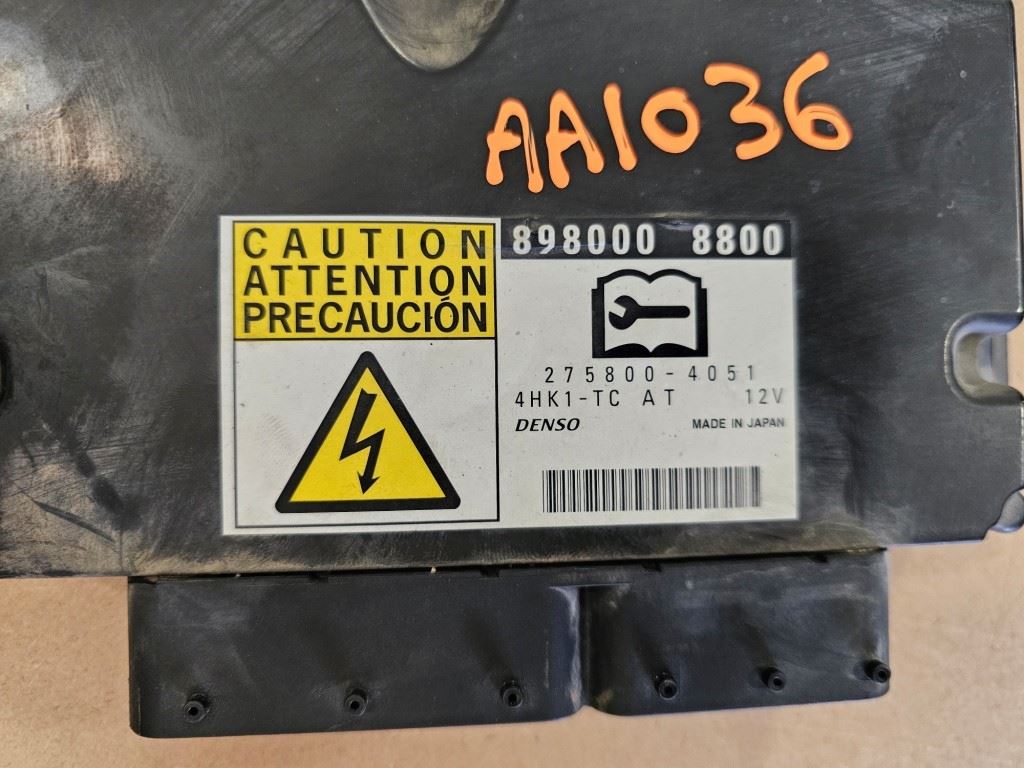 AA1036
CAUTION
ATTENTION
PRECAUCIÓN
898000 8800
275800-4051
4HK1-TC AT 12V
DENSO MADE IN JAPAN